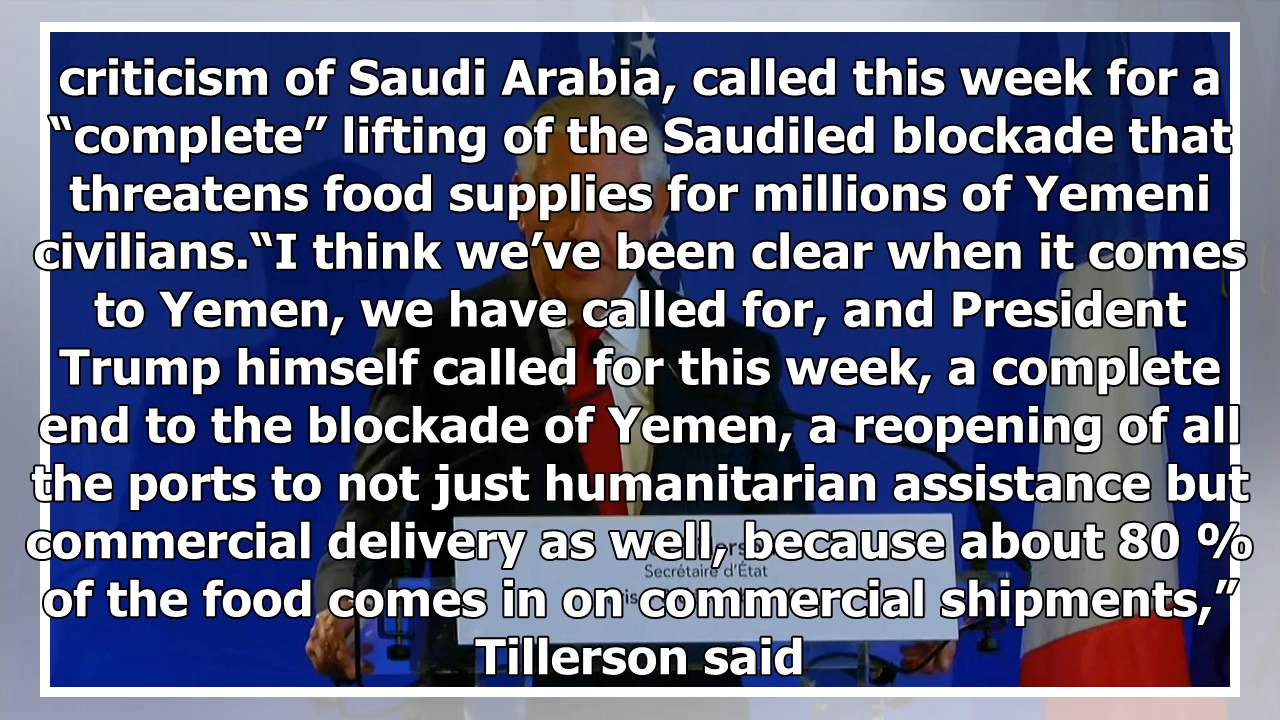 criticism of Saudi Arabia, called this week for a
“complete” lifting of the Saudiled blockade that
threatens food supplies for millions of Yemeni
civilians.“I think we’ve been clear when it comes
to Yemen, we have called for, and President
Trump himself called for this week, a complete
end to the blockade of Yemen, a reopening of all
the ports to not just humanitarian assistance but
commercial delivery as well, because about 80 %
of the food comes in on commercial shipments,”
Tillerson said
Secrétaire d’État